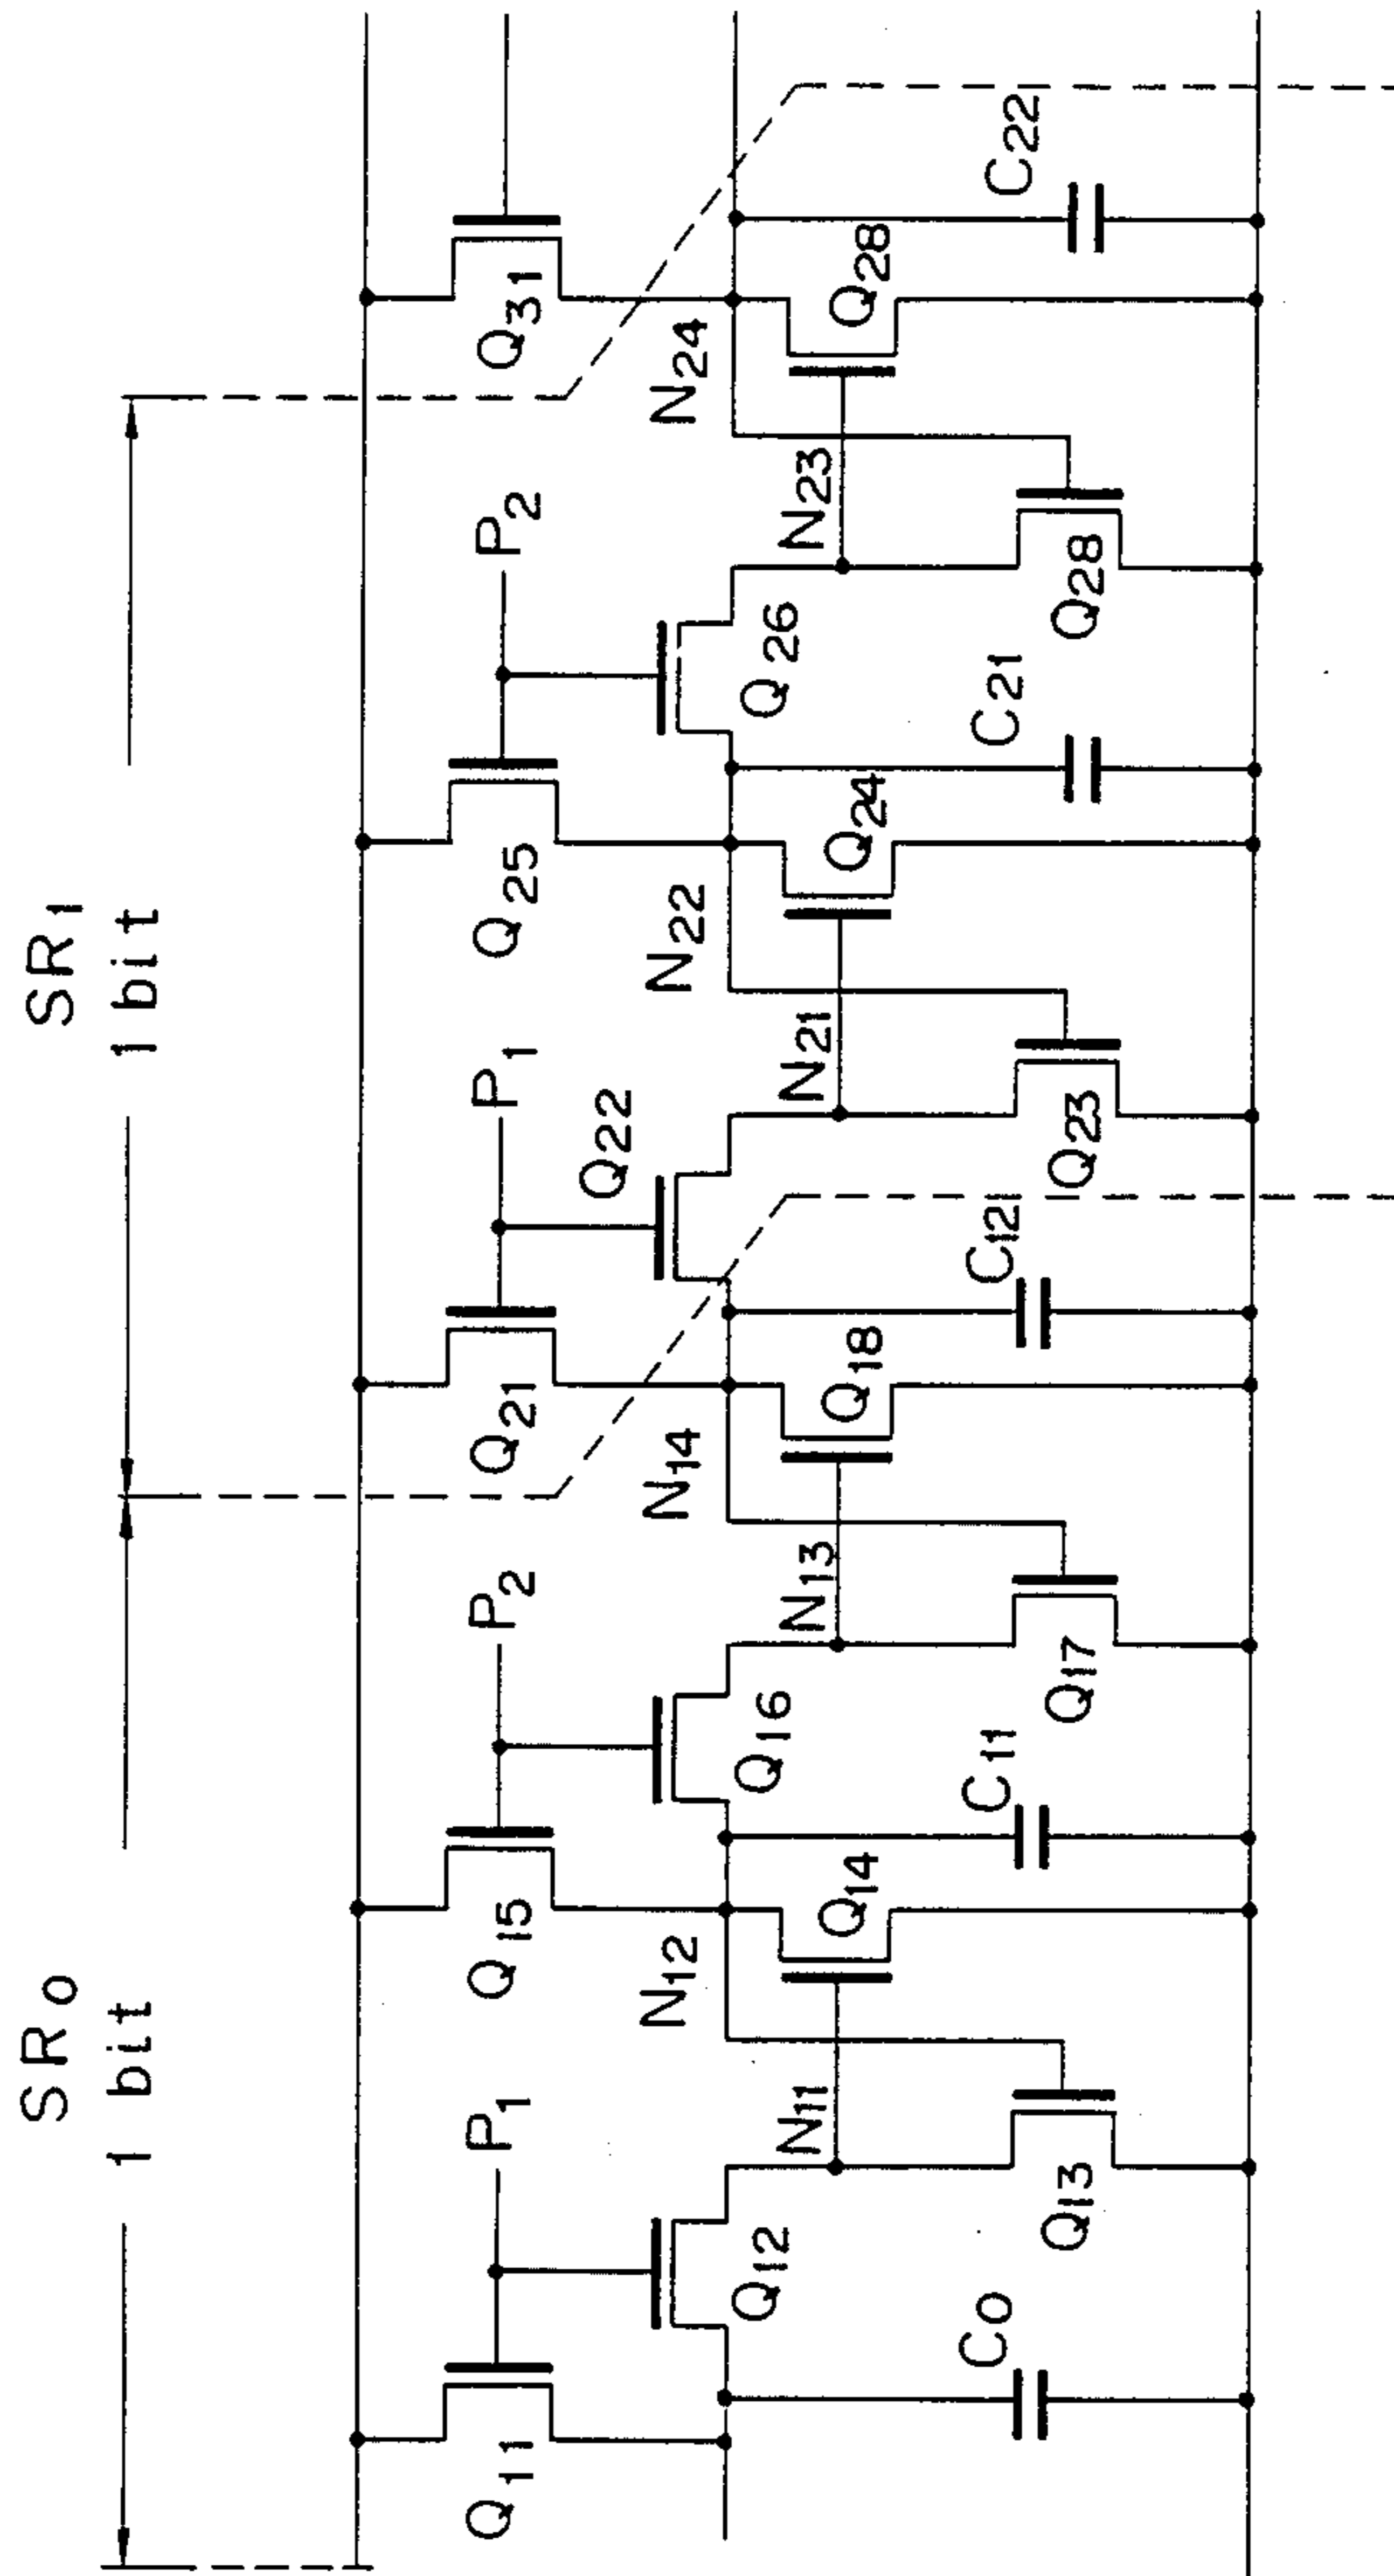 SR₀
1 bit
SR₁
1 bit
P₁
P₂
P₁
P₂
Q₁₁
Q₁₅
Q₂₁
Q₂₅
Q₃₁
Q₁₂
Q₁₆
Q₂₂
Q₂₆
N₁₂
N₁₄
N₂₂
N₂₄
N₁₁
N₁₃
N₂₁
N₂₃
Q₁₄
Q₁₈
Q₂₄
Q₂₈
C₀
C₁₁
C₁₂
C₂₁
C₂₂
Q₁₃
Q₁₇
Q₂₃
Q₂₈